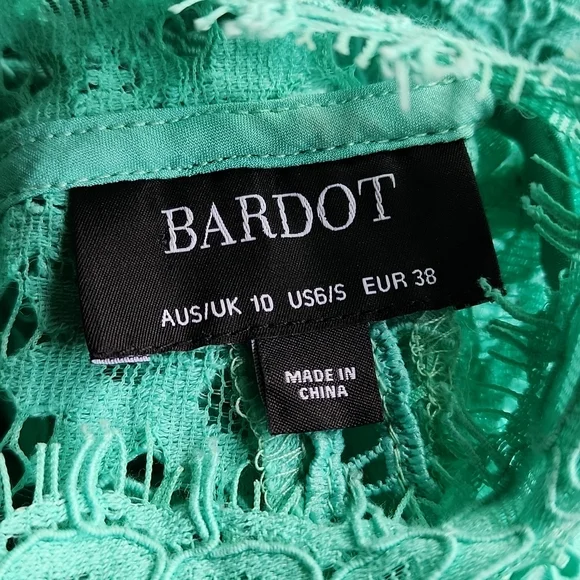 BARDOT
AUS/UK 10 US6/S EUR 38
MADE IN
CHINA